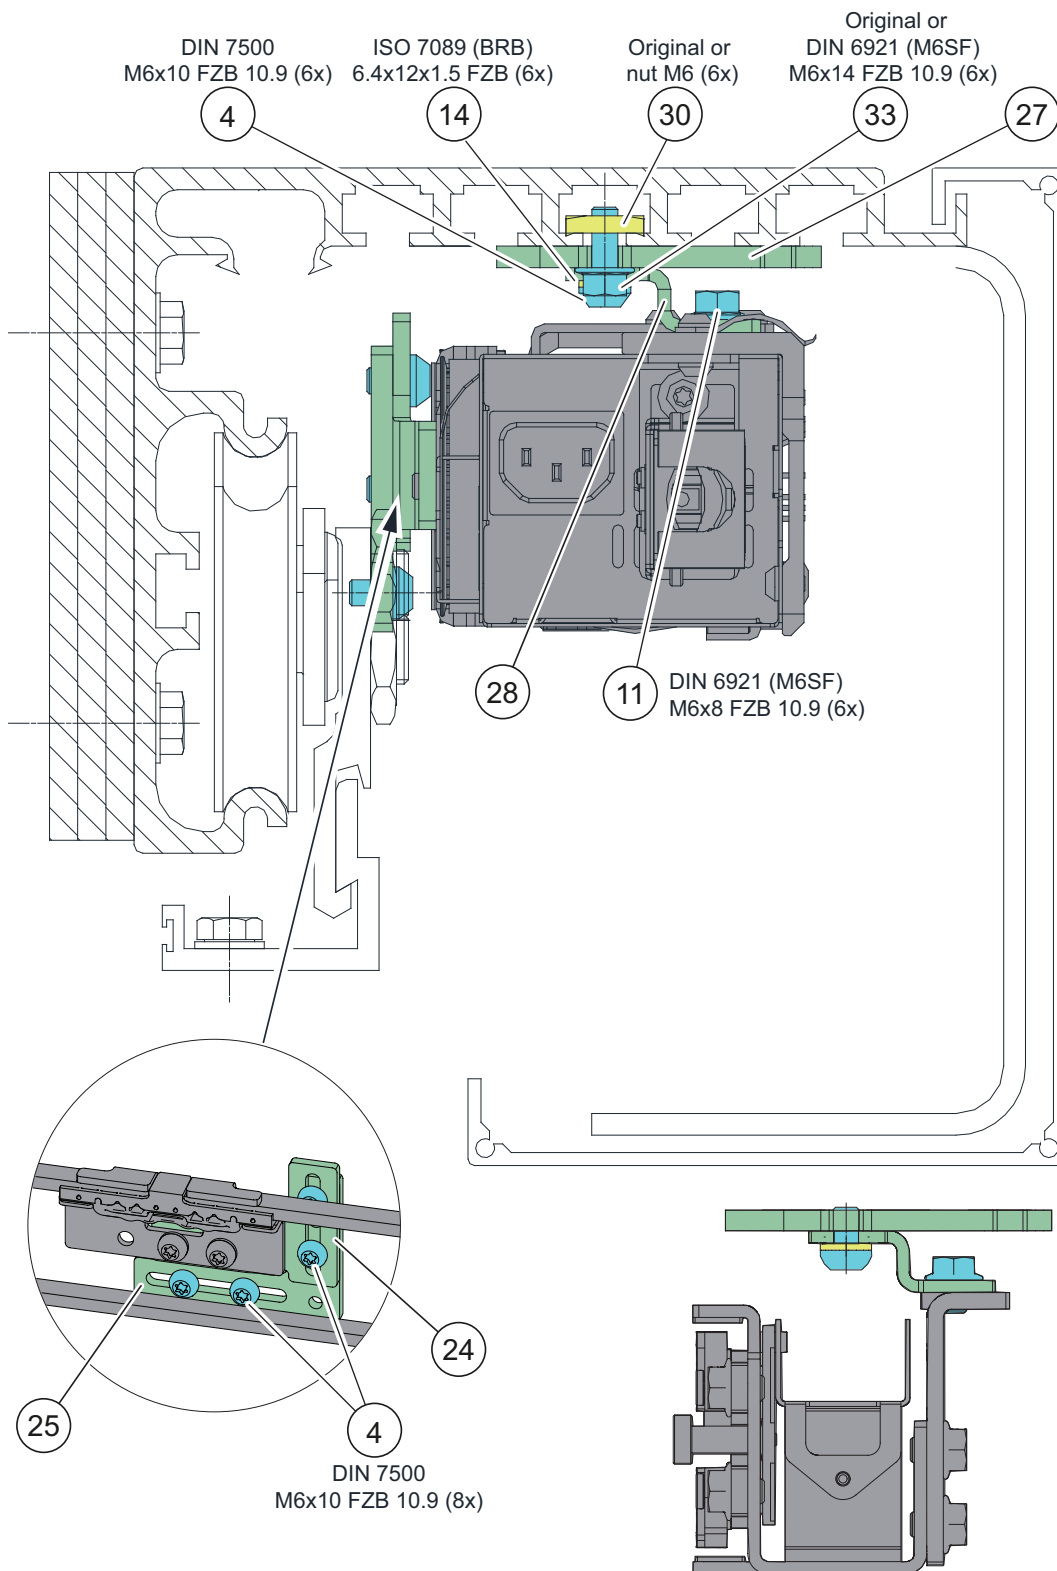 DIN 7500
M6x10 FZB 10.9 (6x)
4
ISO 7089 (BRB)
6.4x12x1.5 FZB (6x)
14
Original or
nut M6 (6x)
30
Original or
DIN 6921 (M6SF)
M6x14 FZB 10.9 (6x)
33
27
28
11
DIN 6921 (M6SF)
M6x8 FZB 10.9 (6x)
24
25
4
DIN 7500
M6x10 FZB 10.9 (8x)